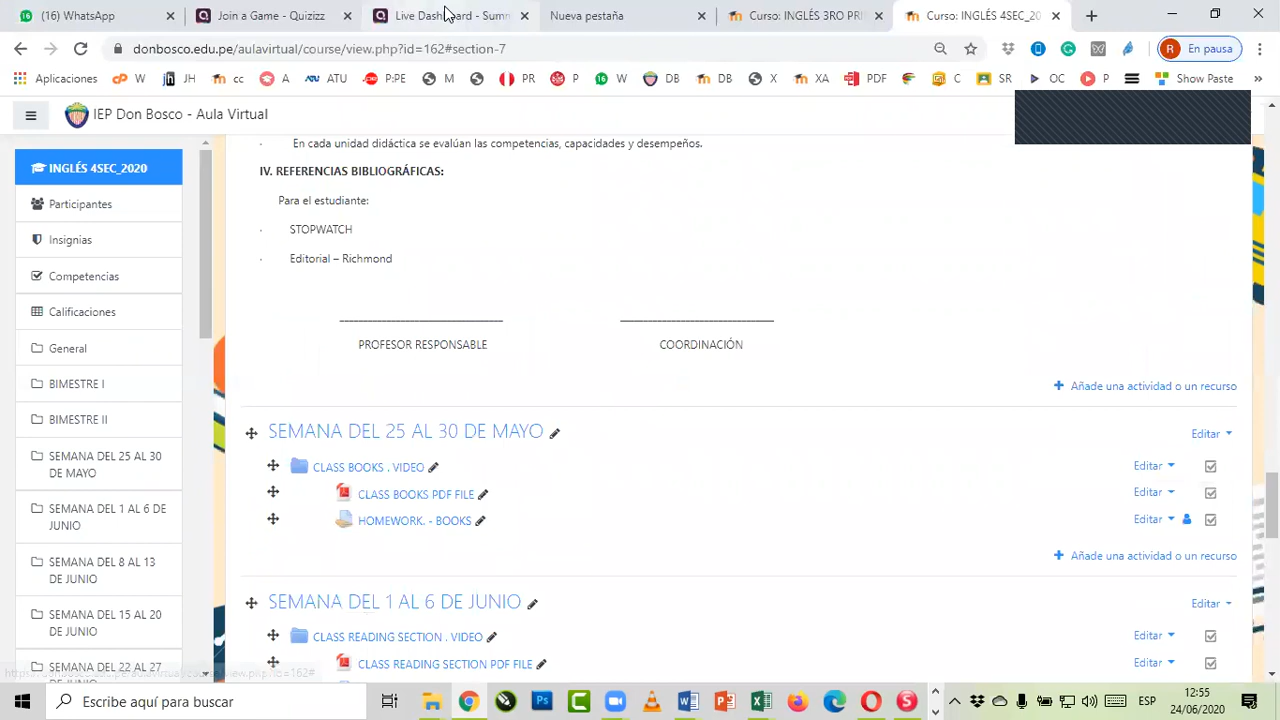 Join a Game - Quizizz
Live Dashboard - Summ
Nueva pestaña
Curso: INGLÉS 3RO PRI
Curso: INGLÉS 4SEC_20
donbosco.edu.pe/aulavirtual/course/view.php?id=162#section-7
R En pausa
Aplicaciones W JH cc A ATU P:PE M PR P W DB DB X XA PDF C SR OC P Show Paste
IEP Don Bosco - Aula Virtual
INGLÉS 4SEC_2020
Participantes
Insignias
Competencias
Calificaciones
General
BIMESTRE I
BIMESTRE II
SEMANA DEL 25 AL 30
DE MAYO
SEMANA DEL 1 AL 6 DE
JUNIO
SEMANA DEL 8 AL 13
DE JUNIO
SEMANA DEL 15 AL 20
DE JUNIO
SEMANA DEL 22 AL 27
· En cada unidad didáctica se evalúan las competencias, capacidades y desempeños.
IV. REFERENCIAS BIBLIOGRÁFICAS:
Para el estudiante:
· STOPWATCH
· Editorial – Richmond
PROFESOR RESPONSABLE COORDINACIÓN
Añade una actividad o un recurso
SEMANA DEL 25 AL 30 DE MAYO
Editar
CLASS BOOKS . VIDEO
Editar
CLASS BOOKS PDF FILE
Editar
HOMEWORK. - BOOKS
Editar
Añade una actividad o un recurso
SEMANA DEL 1 AL 6 DE JUNIO
Editar
CLASS READING SECTION . VIDEO
Editar
CLASS READING SECTION PDF FILE
Editar
Escribe aquí para buscar
ESP
12:55
24/06/2020